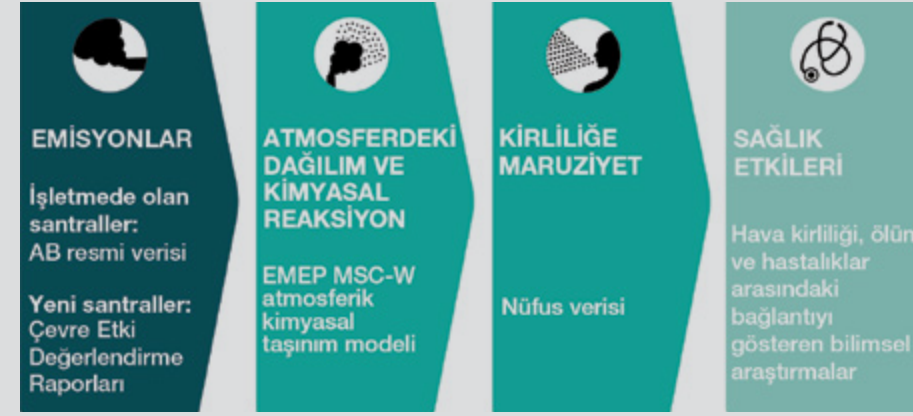 EMİSYONLAR
İşletmede olan
santraller:
AB resmi verisi
Yeni santraller:
Çevre Etki
Değerlendirme
Raporları
ATMOSFERDEKİ
DAĞILIM VE
KİMYASAL
REAKSİYON
EMEP MSC-W
atmosferik
kimyasal
taşınım modeli
KİRLİLİĞE
MARUZİYET
Nüfus verisi
SAĞLIK
ETKİLERİ
Hava kirliliği, ölüm
ve hastalıklar
arasındaki
bağlantıyı
gösteren bilimsel
araştırmalar